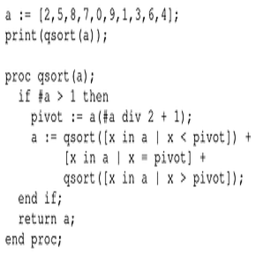 a := [2,5,8,7,0,9,1,3,6,4];
print(qsort(a));

proc qsort(a);
  if #a > 1 then
    pivot := a(#a div 2 + 1);
    a := qsort([x in a | x < pivot]) +
         [x in a | x = pivot] +
         qsort([x in a | x > pivot]);
  end if;
  return a;
end proc;